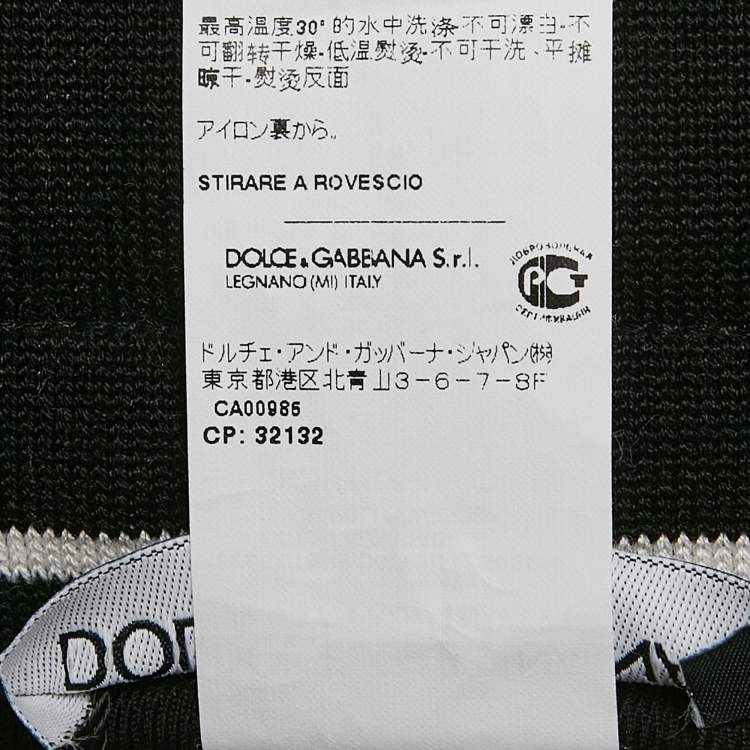 最高温度30°的水中洗涤·不可漂白·不
可翻转干燥·低温熨烫·不可干洗、平摊
晾干·熨烫反面
アイロン裏から。
STIRARE A ROVESCIO
DOLCE & GABBANA S.r.l.
LEGNANO (MI) ITALY
ドルチェ・アンド・ガッバーナ・ジャパン㈱
東京都港区北青山3-6-7-8F
CA00985
CP: 32132
DOL